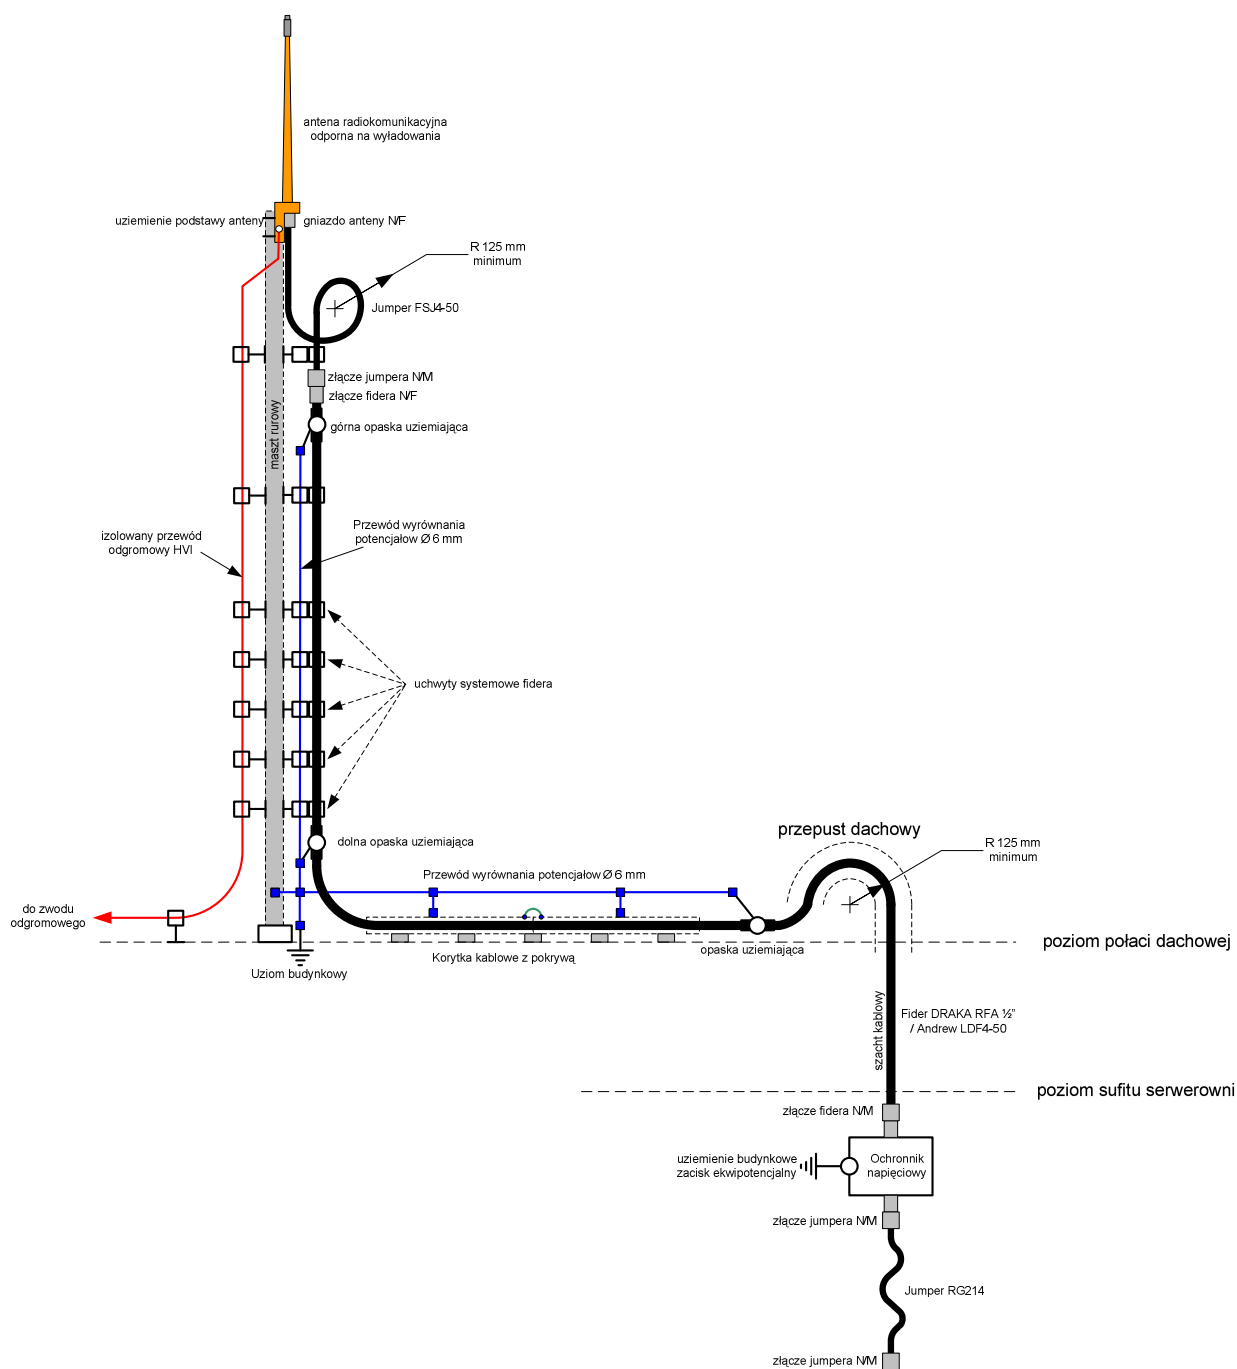 antena radiokomunikacyjna
odporna na wyładowania
uziemienie podstawy anteny
gniazdo anteny N/F
R 125 mm
minimum
Jumper FSJ4-50
złącze jumpera N/M
złącze fidera N/F
górna opaska uziemiająca
maszt rurowy
izolowany przewód
odgromowy HVI
Przewód wyrównania
potencjałow Ø 6 mm
uchwyty systemowe fidera
dolna opaska uziemiająca
przepust dachowy
R 125 mm
minimum
Przewód wyrównania potencjałow Ø 6 mm
do zwodu
odgromowego
poziom połaci dachowej
opaska uziemiająca
Korytka kablowe z pokrywą
Uziom budynkowy
szacht kablowy
Fider DRAKA RFA ½"
/ Andrew LDF4-50
poziom sufitu serwerowni
złącze fidera N/M
uziemienie budynkowe
zacisk ekwipotencjalny
Ochronnik
napięciowy
złącze jumpera N/M
Jumper RG214
złącze jumpera N/M